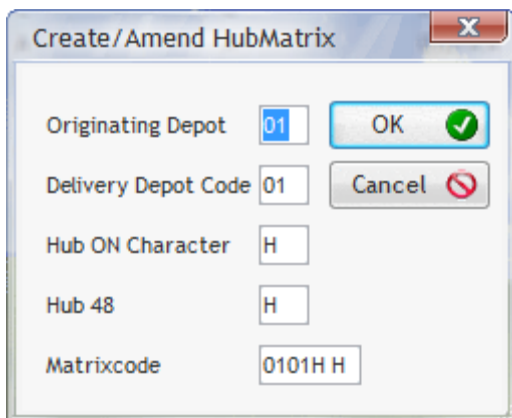 Create/Amend HubMatrix
Originating Depot 01 OK
Delivery Depot Code 01 Cancel
Hub ON Character H
Hub 48 H
Matrixcode 0101H H